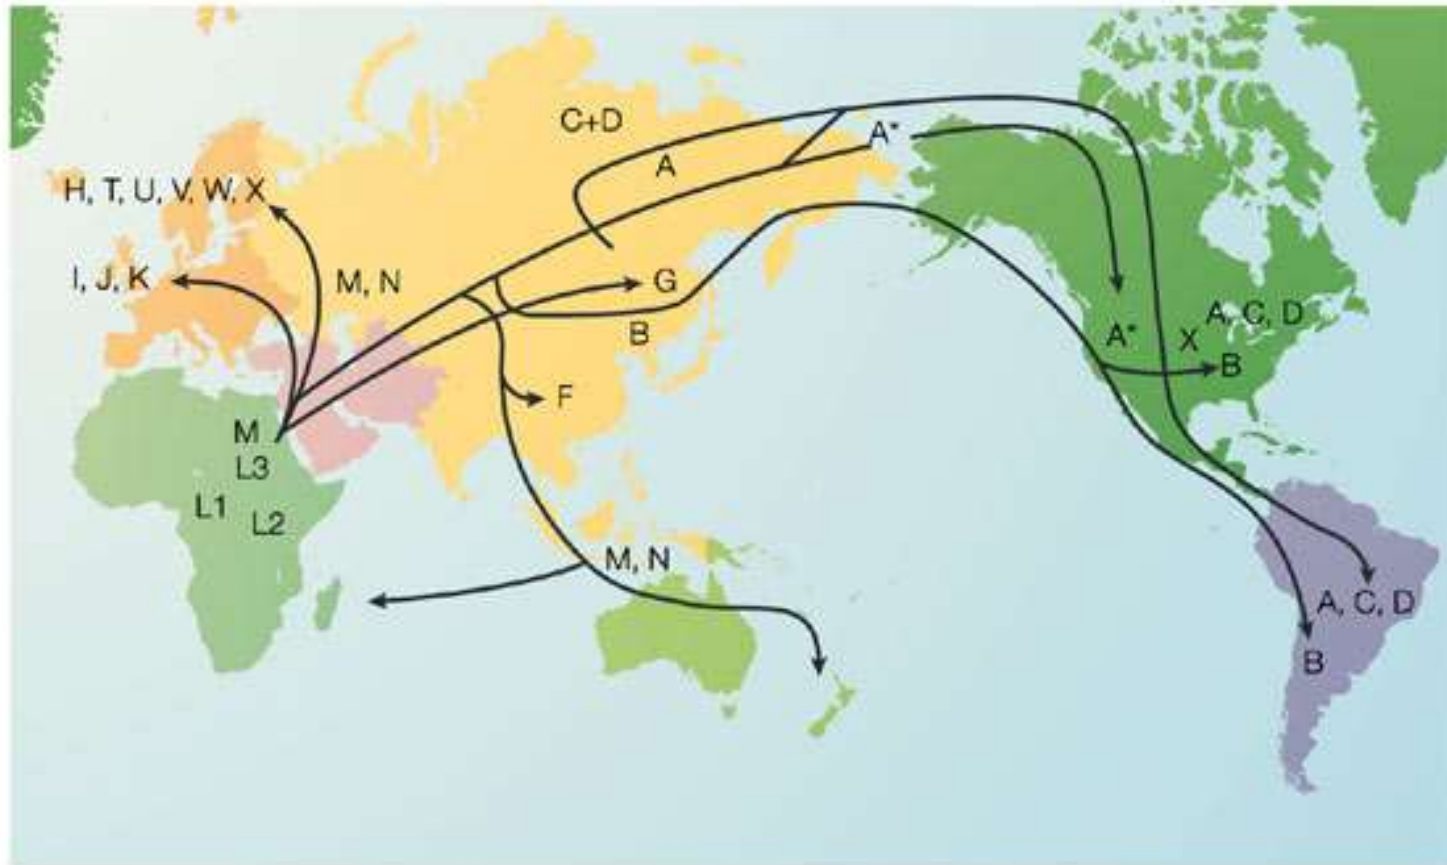 C+D
A*
A
H, T, U, V, W, X
I, J, K
M, N
G
B
A, C, D
A*
X
B
F
M
L3
L1
L2
M, N
A, C, D
B